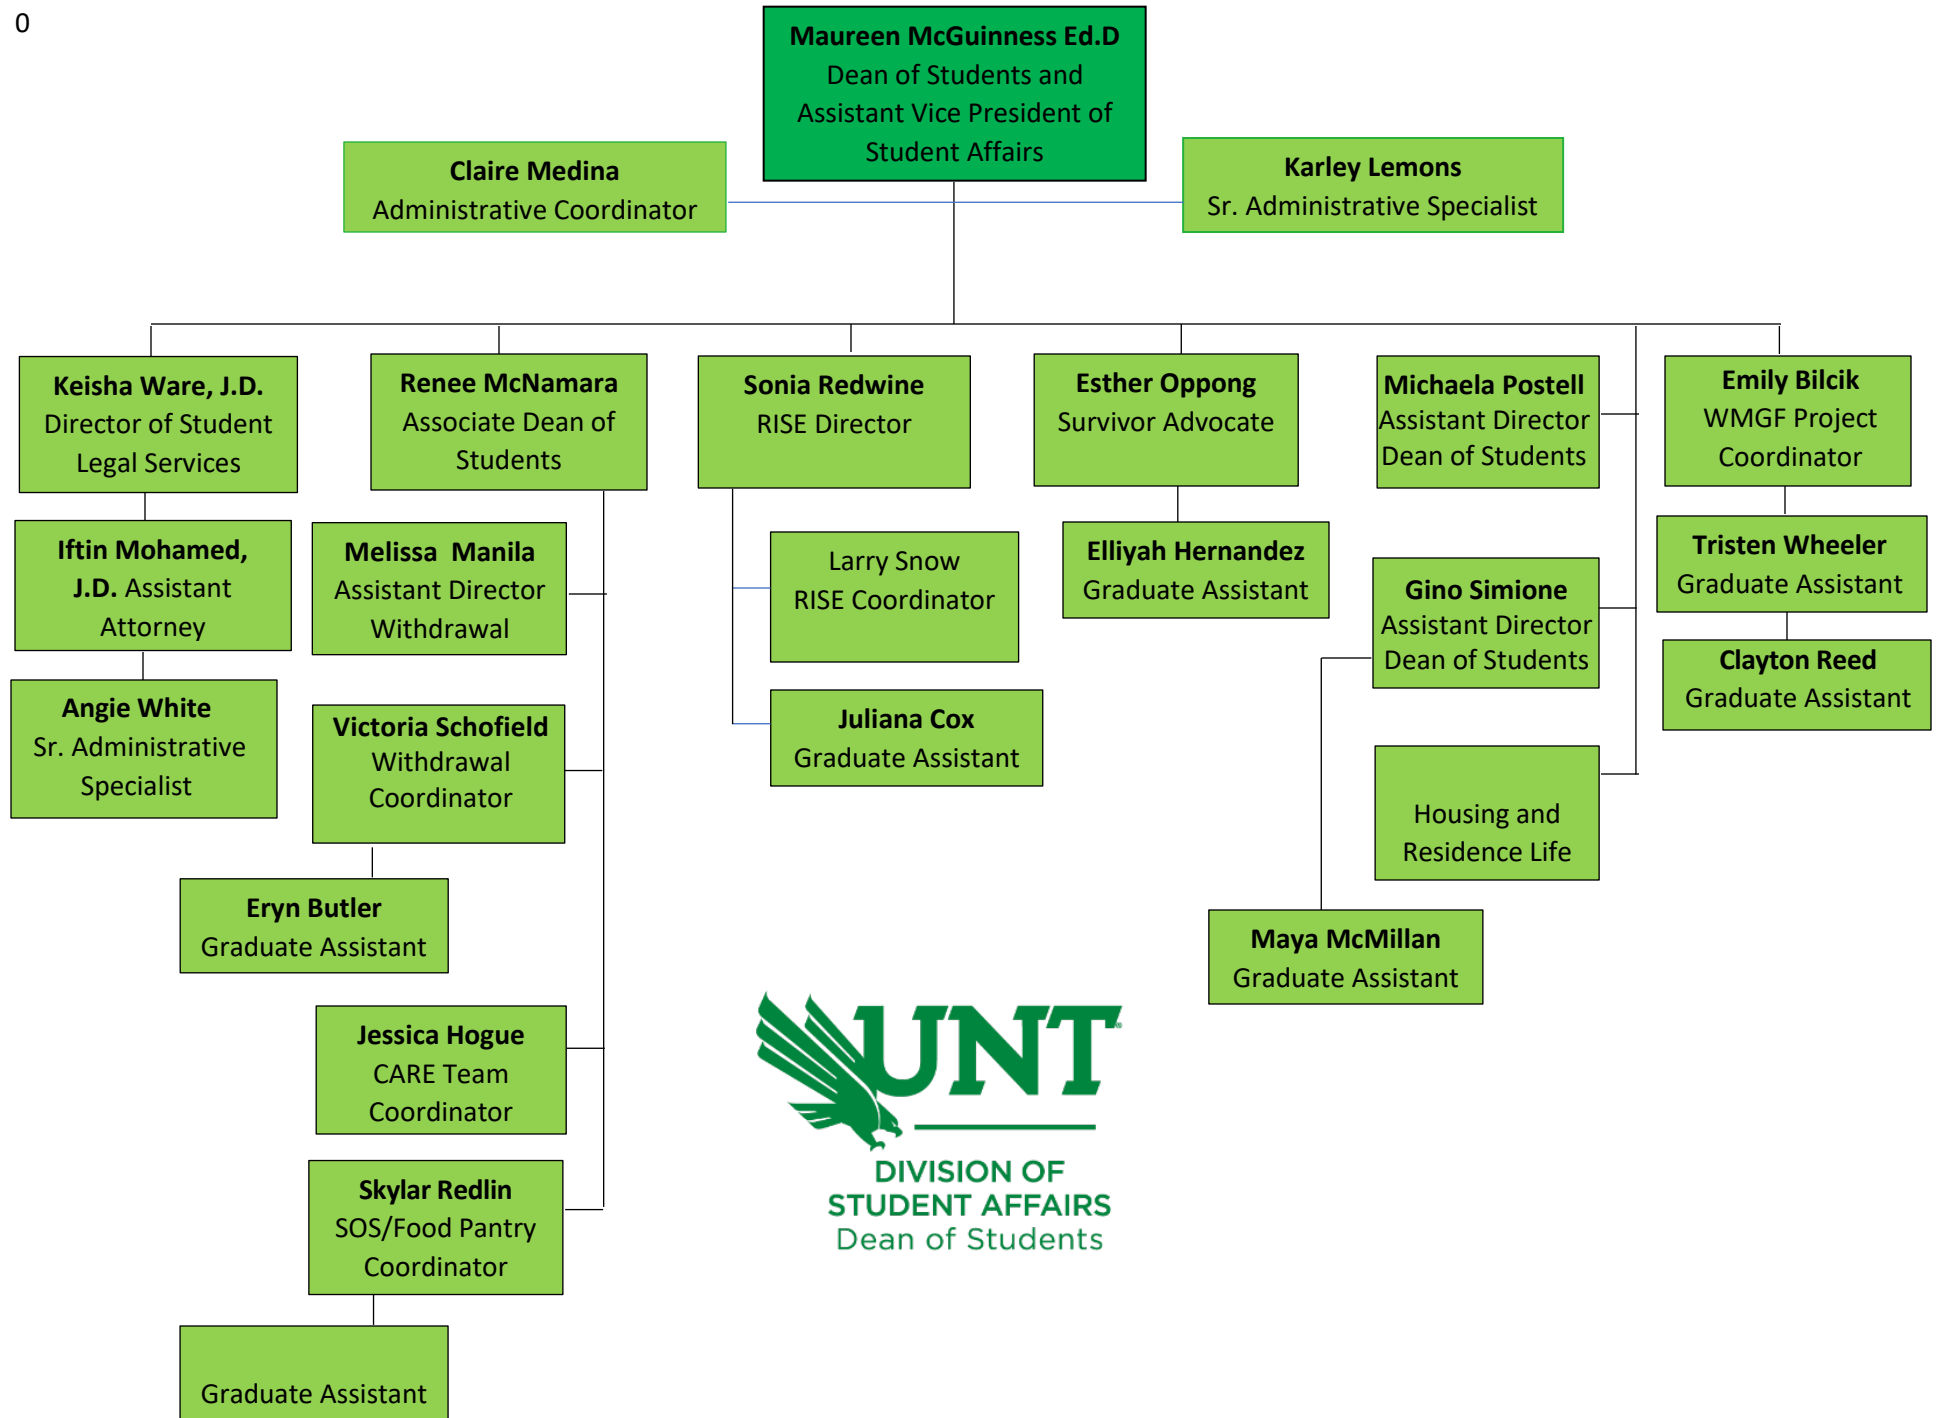 0
Maureen McGuinness Ed.D
Dean of Students and
Assistant Vice President of
Student Affairs
Claire Medina
Administrative Coordinator
Karley Lemons
Sr. Administrative Specialist
Keisha Ware, J.D.
Director of Student
Legal Services
Iftin Mohamed,
J.D. Assistant
Attorney
Angie White
Sr. Administrative
Specialist
Renee McNamara
Associate Dean of
Students
Melissa  Manila
Assistant Director
Withdrawal
Victoria Schofield
Withdrawal
Coordinator
Eryn Butler
Graduate Assistant
Jessica Hogue
CARE Team
Coordinator
Skylar Redlin
SOS/Food Pantry
Coordinator
Graduate Assistant
Sonia Redwine
RISE Director
Larry Snow
RISE Coordinator
Juliana Cox
Graduate Assistant
Esther Oppong
Survivor Advocate
Elliyah Hernandez
Graduate Assistant
Michaela Postell
Assistant Director
Dean of Students
Gino Simione
Assistant Director
Dean of Students
Housing and
Residence Life
Maya McMillan
Graduate Assistant
Emily Bilcik
WMGF Project
Coordinator
Tristen Wheeler
Graduate Assistant
Clayton Reed
Graduate Assistant
UNT
DIVISION OF
STUDENT AFFAIRS
Dean of Students